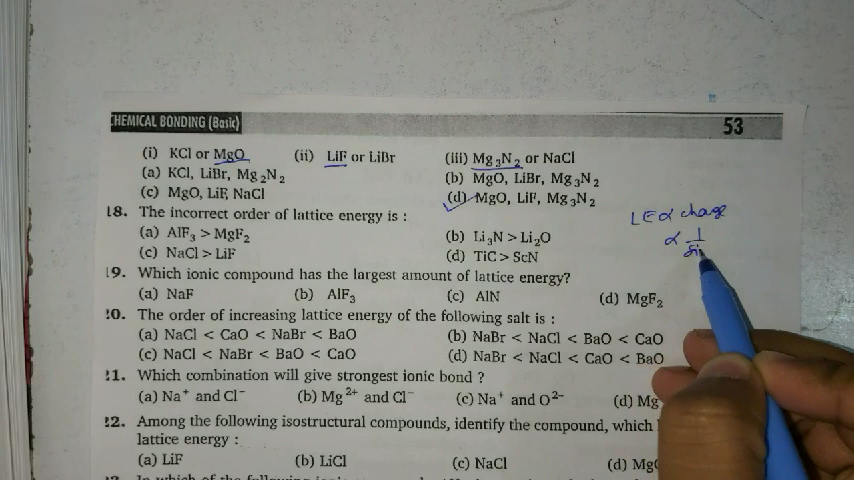 CHEMICAL BONDING (Basic) 53
(i) KCl or MgO (ii) LiF or LiBr (iii) Mg3N2 or NaCl
(a) KCl, LiBr, Mg2N2 (b) MgO, LiBr, Mg3N2
(c) MgO, LiF, NaCl (d) MgO, LiF, Mg3N2
18. The incorrect order of lattice energy is :
(a) AlF3 > MgF2 (b) Li3N > Li2O
(c) NaCl > LiF (d) TiC > ScN
LE ∝ charge
∝ 1
19. Which ionic compound has the largest amount of lattice energy?
(a) NaF (b) AlF3 (c) AlN (d) MgF2
20. The order of increasing lattice energy of the following salt is :
(a) NaCl < CaO < NaBr < BaO (b) NaBr < NaCl < BaO < CaO
(c) NaCl < NaBr < BaO < CaO (d) NaBr < NaCl < CaO < BaO
21. Which combination will give strongest ionic bond ?
(a) Na+ and Cl− (b) Mg2+ and Cl− (c) Na+ and O2− (d) Mg
22. Among the following isostructural compounds, identify the compound, which
lattice energy :
(a) LiF (b) LiCl (c) NaCl (d) Mg